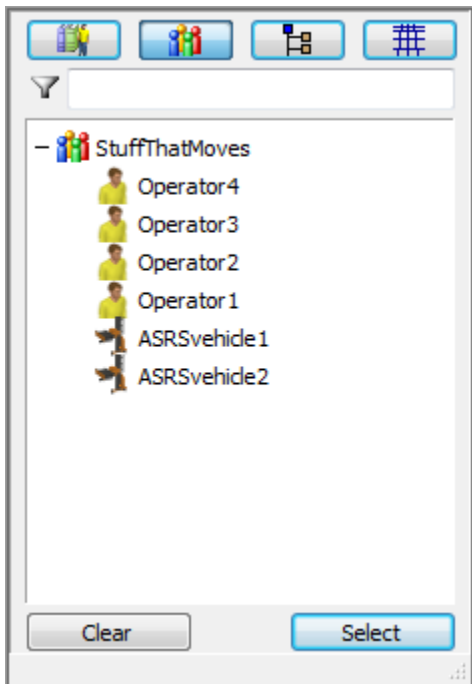 StuffThatMoves
Operator4
Operator3
Operator2
Operator1
ASRSvehicle1
ASRSvehicle2
Clear Select